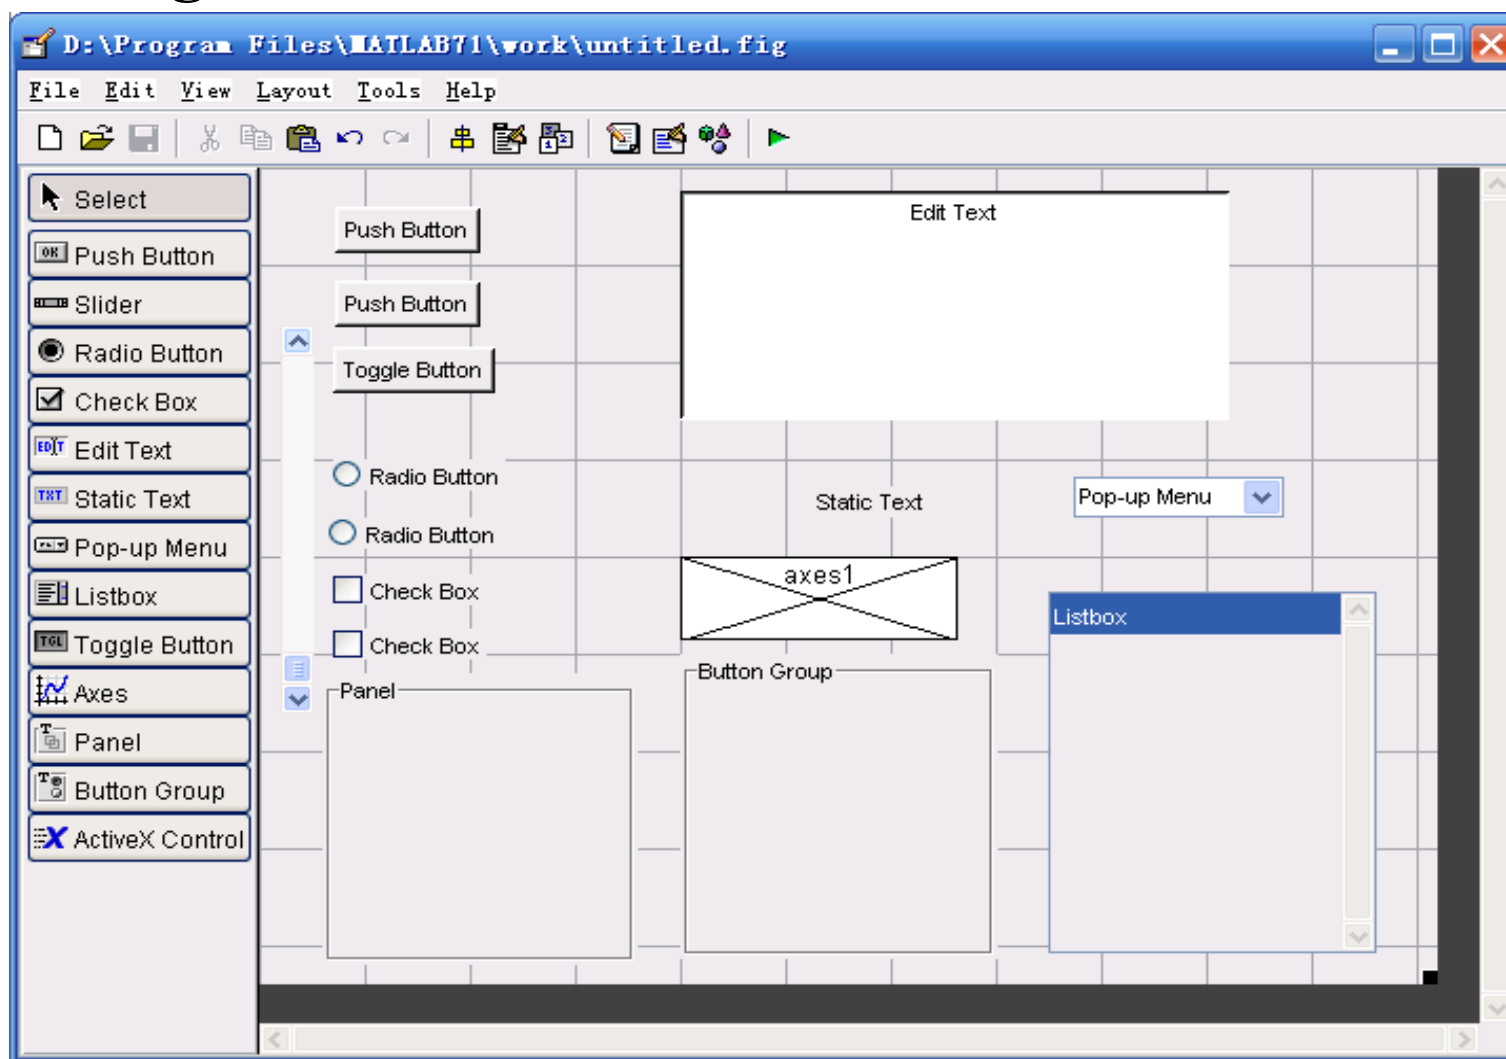 D:\Program Files\MATLAB71\work\untitled.fig
File Edit View Layout Tools Help
Select
Push Button
Slider
Radio Button
Check Box
Edit Text
Static Text
Pop-up Menu
Listbox
Toggle Button
Axes
Panel
Button Group
ActiveX Control
Push Button
Push Button
Toggle Button
Radio Button
Radio Button
Check Box
Check Box
Panel
Edit Text
Static Text
axes1
Button Group
Pop-up Menu
Listbox